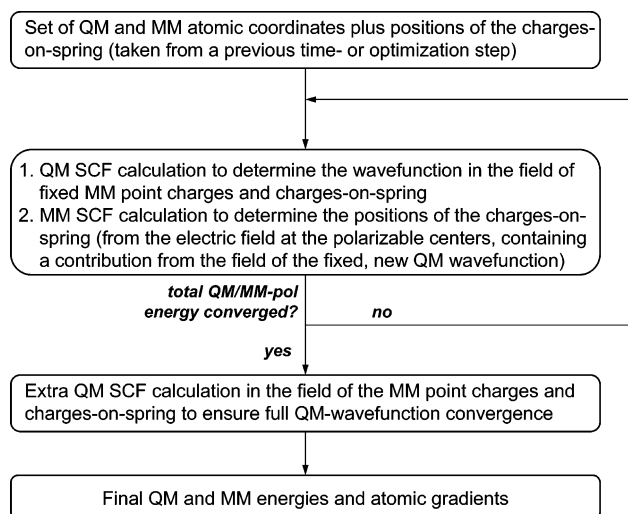 Set of QM and MM atomic coordinates plus positions of the charges-
on-spring (taken from a previous time- or optimization step)
1. QM SCF calculation to determine the wavefunction in the field of
fixed MM point charges and charges-on-spring
2. MM SCF calculation to determine the positions of the charges-on-
spring (from the electric field at the polarizable centers, containing
a contribution from the field of the fixed, new QM wavefunction)
total QM/MM-pol
energy converged?
no
yes
Extra QM SCF calculation in the field of the MM point charges and
charges-on-spring to ensure full QM-wavefunction convergence
Final QM and MM energies and atomic gradients